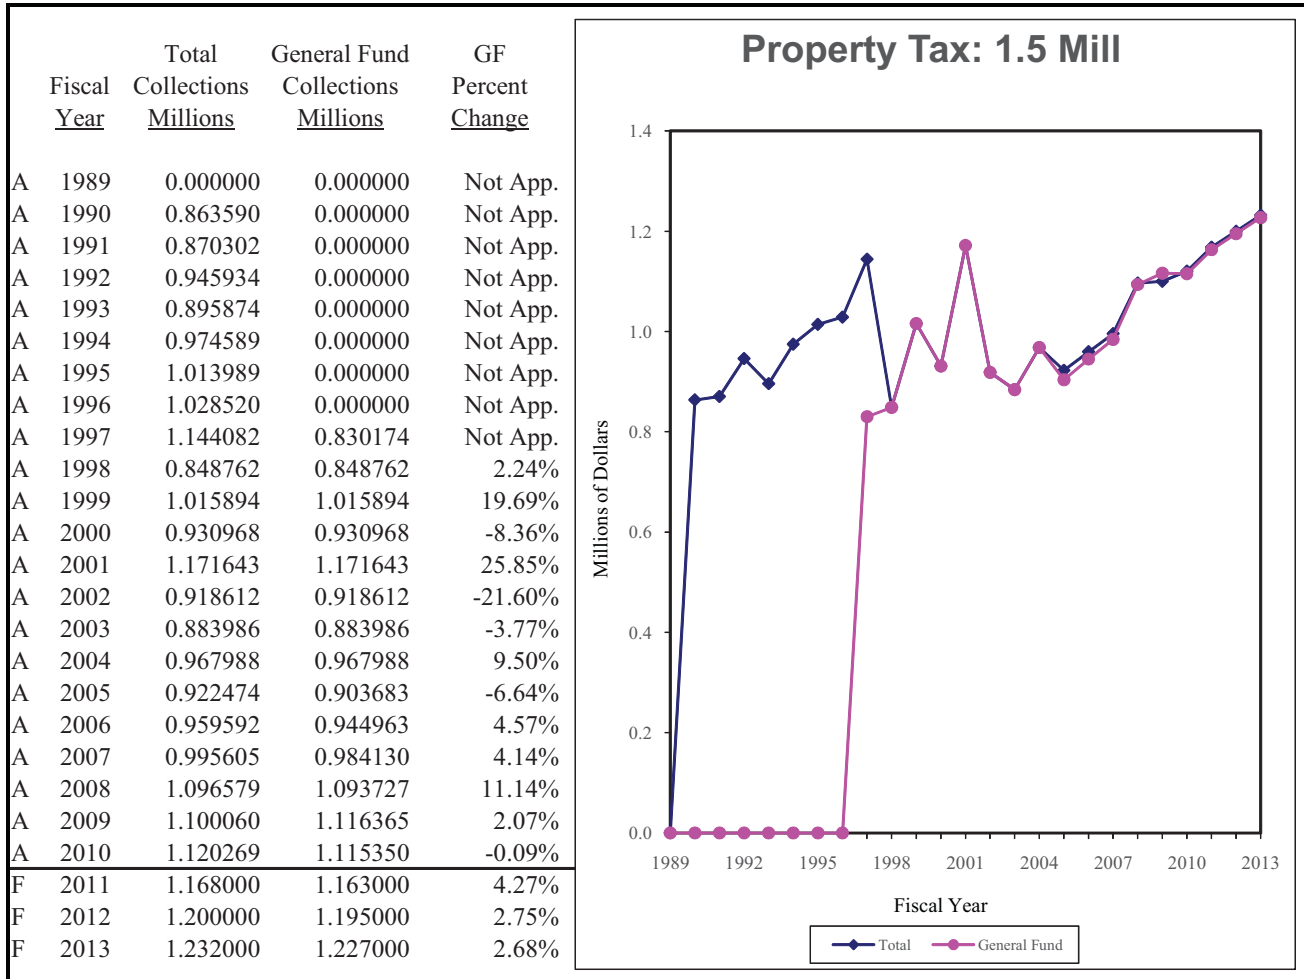 Total General Fund GF
Fiscal Collections Collections Percent
Year Millions Millions Change
A 1989 0.000000 0.000000 Not App.
A 1990 0.863590 0.000000 Not App.
A 1991 0.870302 0.000000 Not App.
A 1992 0.945934 0.000000 Not App.
A 1993 0.895874 0.000000 Not App.
A 1994 0.974589 0.000000 Not App.
A 1995 1.013989 0.000000 Not App.
A 1996 1.028520 0.000000 Not App.
A 1997 1.144082 0.830174 Not App.
A 1998 0.848762 0.848762 2.24%
A 1999 1.015894 1.015894 19.69%
A 2000 0.930968 0.930968 -8.36%
A 2001 1.171643 1.171643 25.85%
A 2002 0.918612 0.918612 -21.60%
A 2003 0.883986 0.883986 -3.77%
A 2004 0.967988 0.967988 9.50%
A 2005 0.922474 0.903683 -6.64%
A 2006 0.959592 0.944963 4.57%
A 2007 0.995605 0.984130 4.14%
A 2008 1.096579 1.093727 11.14%
A 2009 1.100060 1.116365 2.07%
A 2010 1.120269 1.115350 -0.09%
F 2011 1.168000 1.163000 4.27%
F 2012 1.200000 1.195000 2.75%
F 2013 1.232000 1.227000 2.68%
Property Tax: 1.5 Mill
Millions of Dollars
1.4
1.2
1.0
0.8
0.6
0.4
0.2
0.0
1989 1992 1995 1998 2001 2004 2007 2010 2013
Fiscal Year
Total General Fund